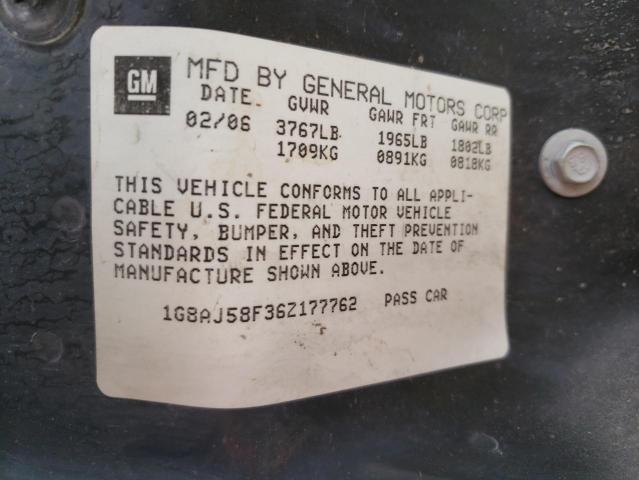 GM MFD BY GENERAL MOTORS CORP
DATE GVWR GAWR FRT GAWR RR
02/06 3767LB 1965LB 1802LB
1709KG 0891KG 0818KG
THIS VEHICLE CONFORMS TO ALL APPLI-
CABLE U.S. FEDERAL MOTOR VEHICLE
SAFETY, BUMPER, AND THEFT PREVENTION
STANDARDS IN EFFECT ON THE DATE OF
MANUFACTURE SHOWN ABOVE.
1G8AJ58F36Z177762 PASS CAR